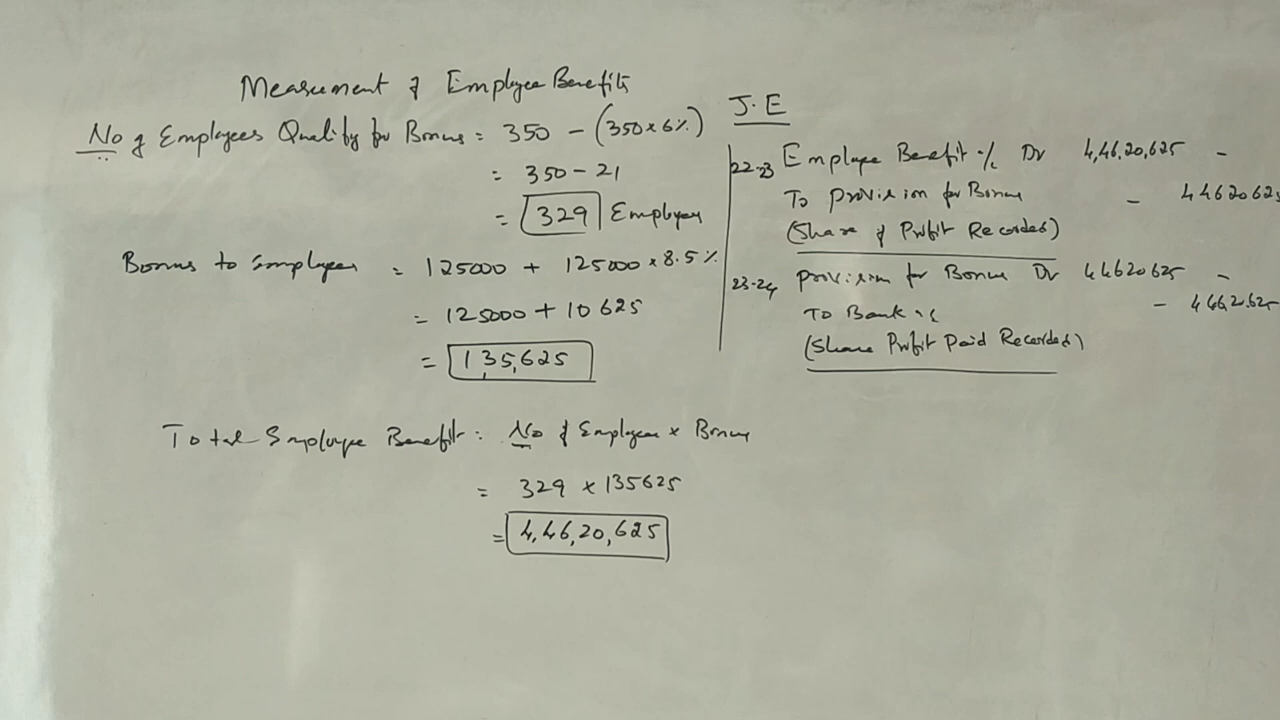 Measurment of Employee Benefits
No of Employees Qualify for Bonus = 350 - (350×6%)
= 350 - 21
= 329 Employees
Bonus to Employees = 125000 + 125000 × 8.5%
= 125000 + 10625
= 135,625
Total Employee Benefit = No of Employees × Bonus
= 329 × 135625
= 4,46,20,625
J.E
22-23 Employee Benefit a/c Dr 4,46,20,625 -
To Provision for Bonus - 44620625
(Share of Profit Recorded)
23-24 Provision for Bonus Dr 44620625 -
To Bank a/c - 44620625
(Share Profit Paid Recorded)